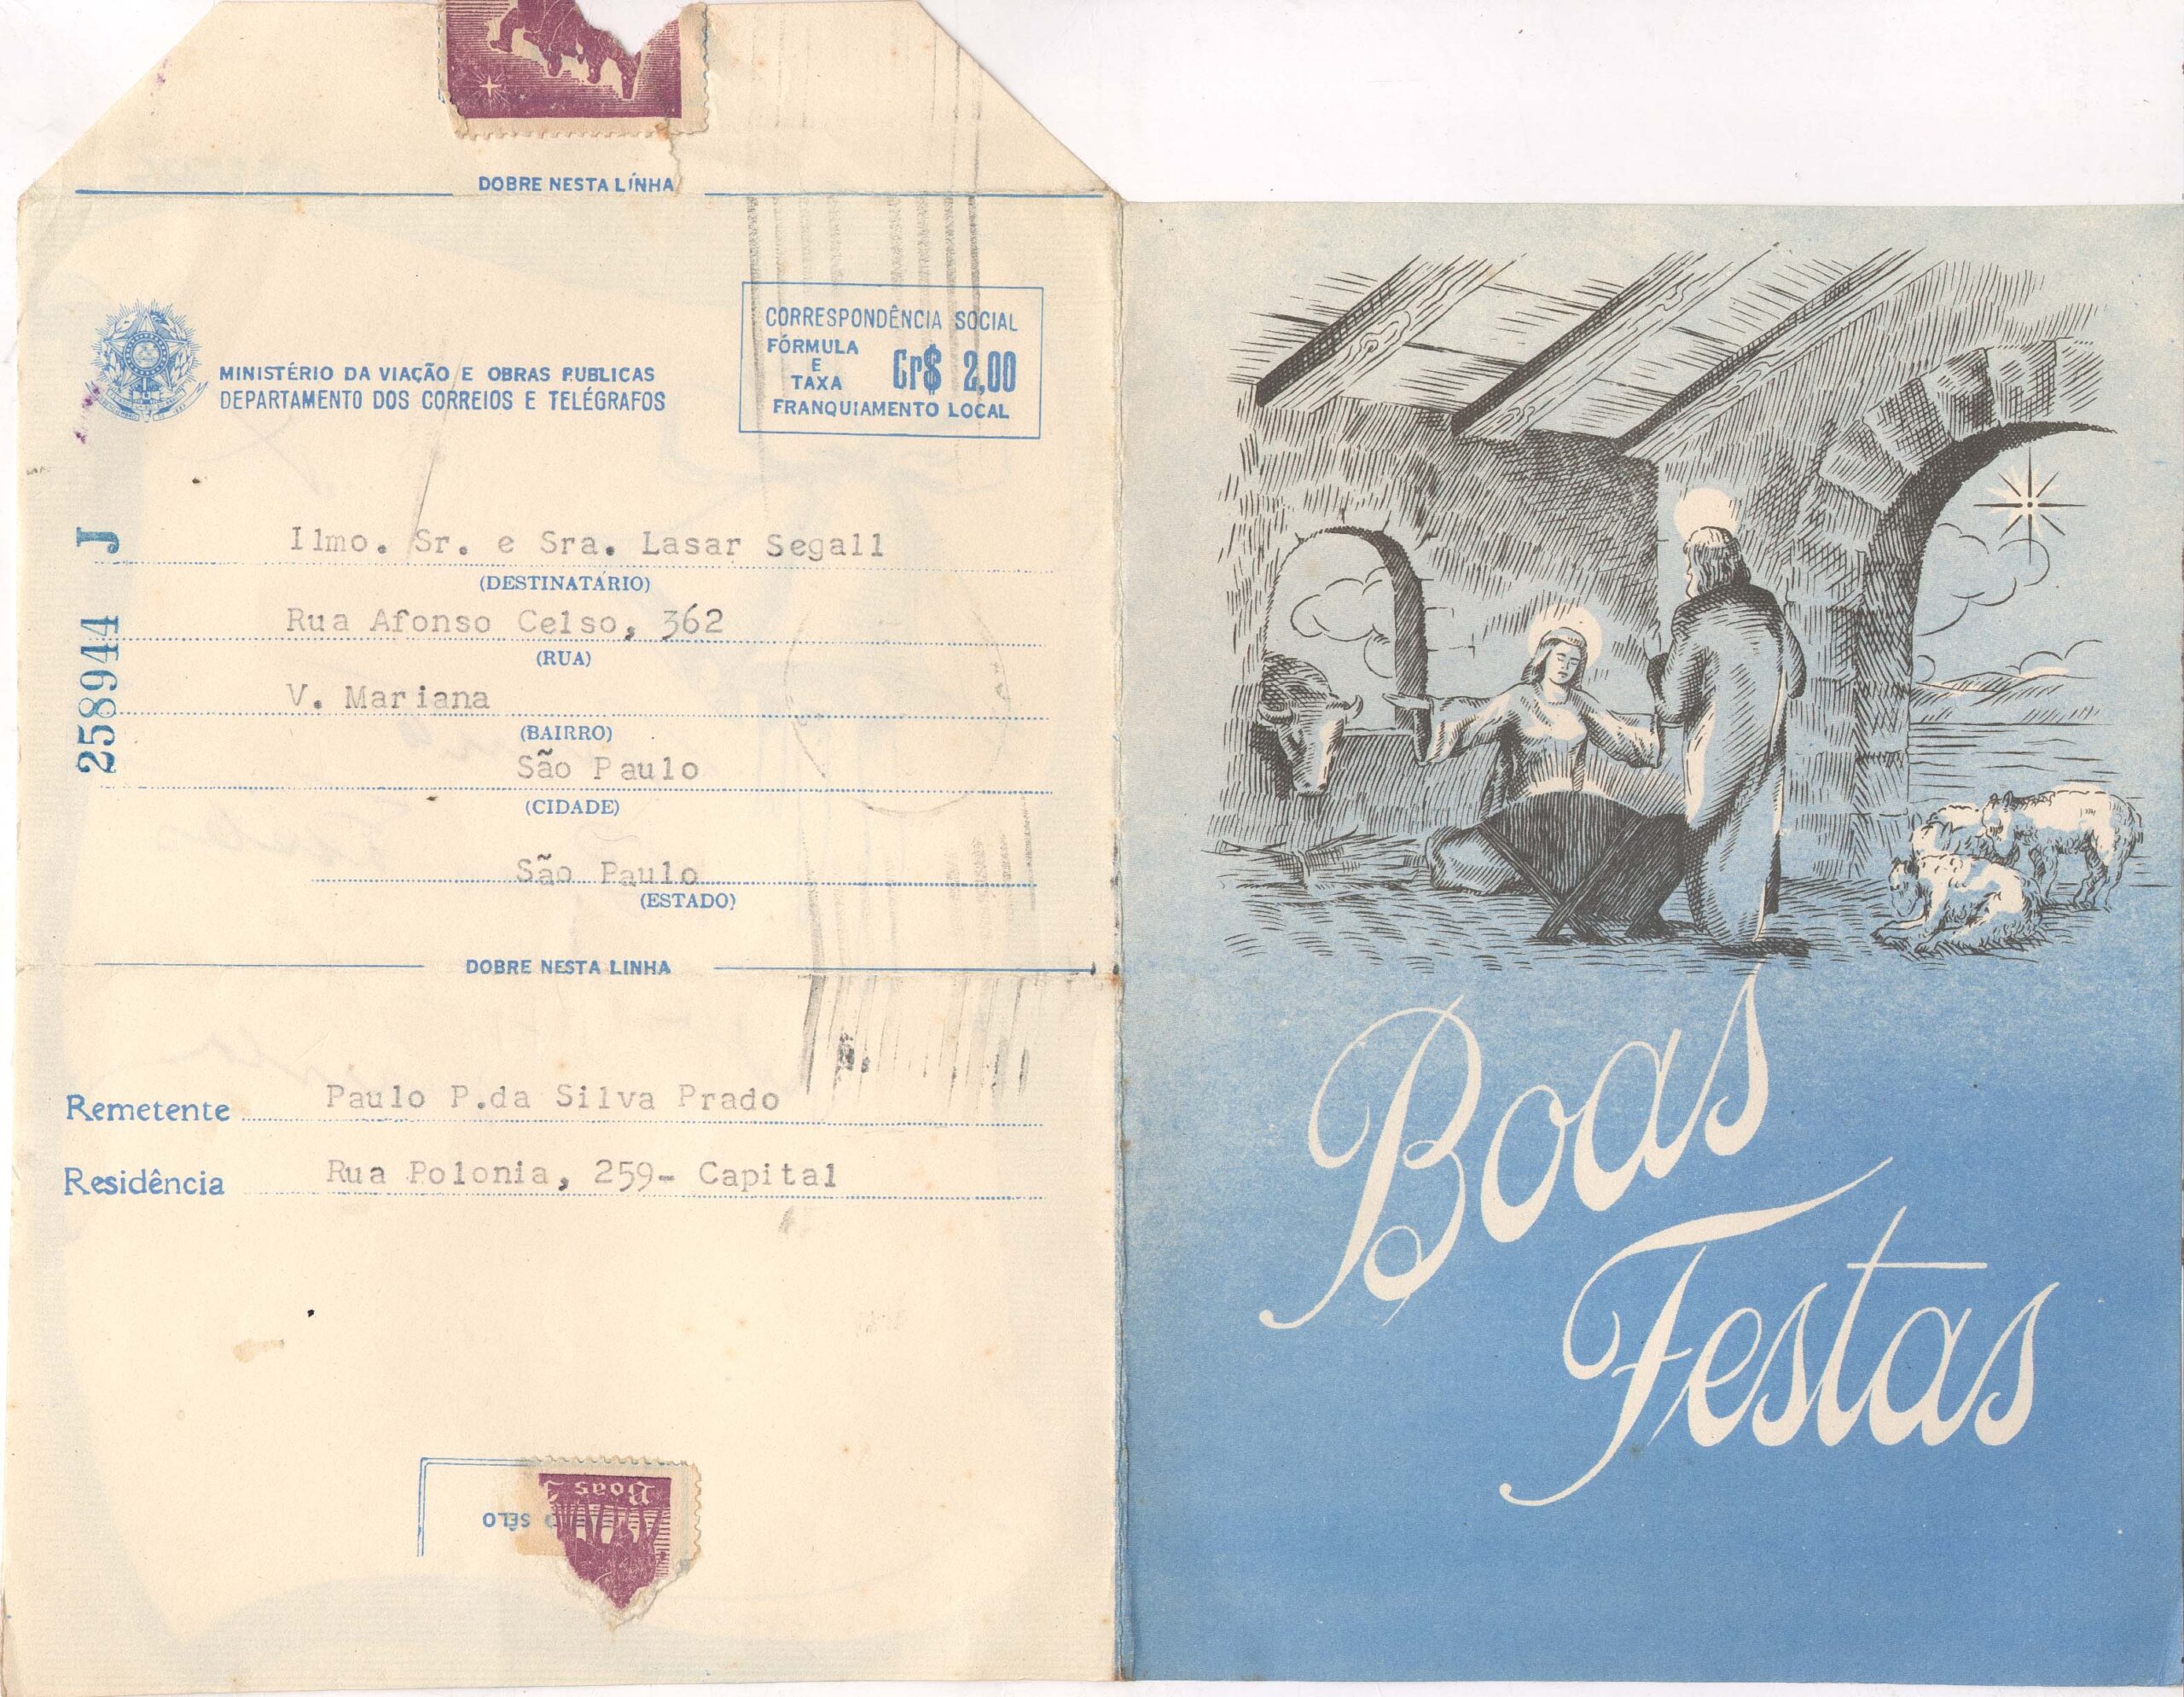 DOBRE NESTA LÍNHA
CORRESPONDÊNCIA SOCIAL
FÓRMULA
E
TAXA
Cr$ 2,00
FRANQUIAMENTO LOCAL
MINISTÉRIO DA VIAÇÃO E OBRAS PUBLICAS
DEPARTAMENTO DOS CORREIOS E TELÉGRAFOS
258944 J
Ilmo. Sr. e Sra. Lasar Segall
(DESTINATÁRIO)
Rua Afonso Celso, 362
(RUA)
V. Mariana
(BAIRRO)
São Paulo
(CIDADE)
São Paulo
(ESTADO)
DOBRE NESTA LINHA
Remetente Paulo P.da Silva Prado
Residência Rua Polonia, 259- Capital
Boas
O SÊLO
Boas
Festas